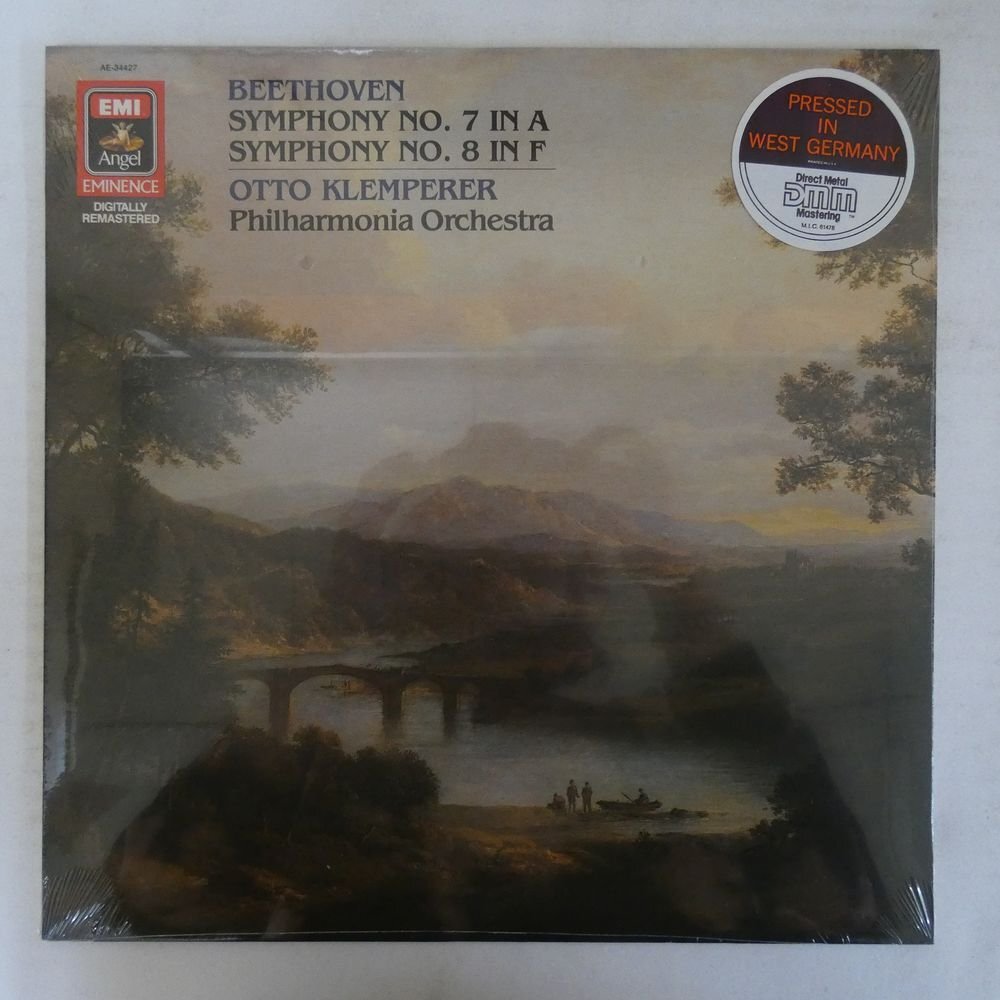 AE-34427
EMI
Angel
EMINENCE
DIGITALLY
REMASTERED
BEETHOVEN
SYMPHONY NO. 7 IN A
SYMPHONY NO. 8 IN F
OTTO KLEMPERER
Philharmonia Orchestra
PRESSED
IN
WEST GERMANY
Direct Metal
DMM
Mastering
TM
M.I.C. 61478